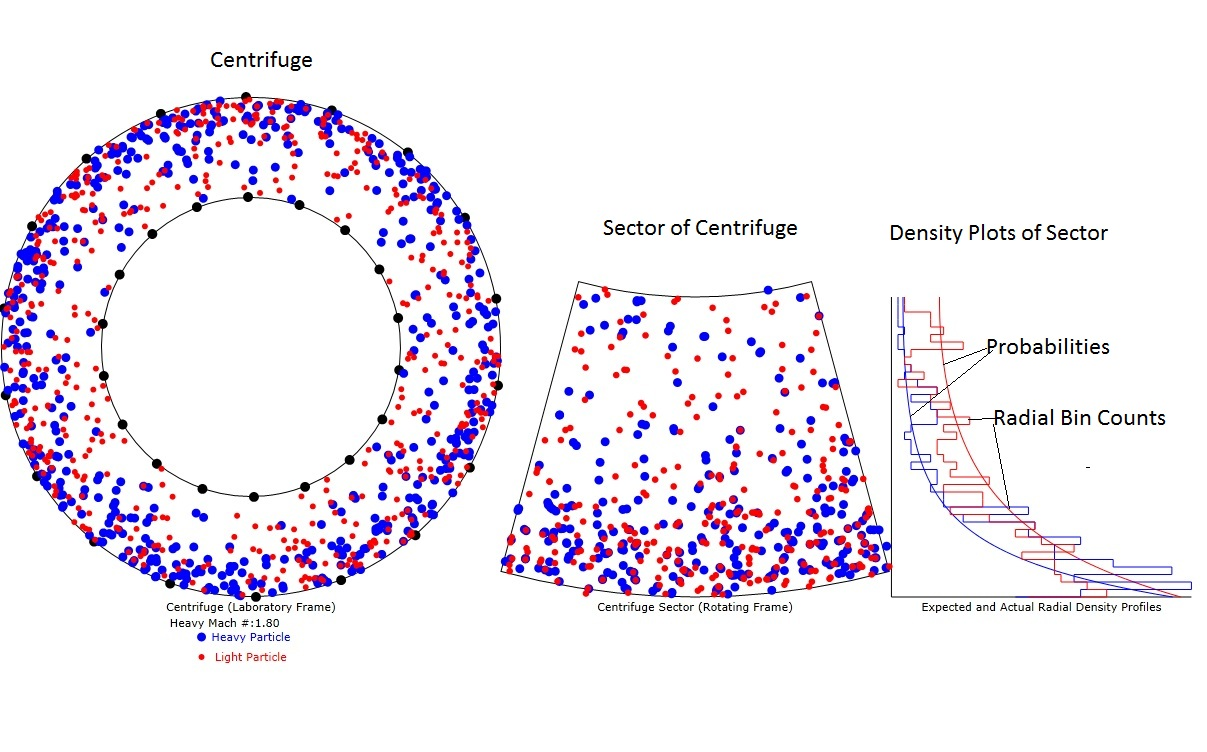 Centrifuge
Sector of Centrifuge
Density Plots of Sector
Probabilities
Radial Bin Counts
Centrifuge (Laboratory Frame)
Heavy Mach #:1.80
Heavy Particle
Light Particle
Centrifuge Sector (Rotating Frame)
Expected and Actual Radial Density Profiles